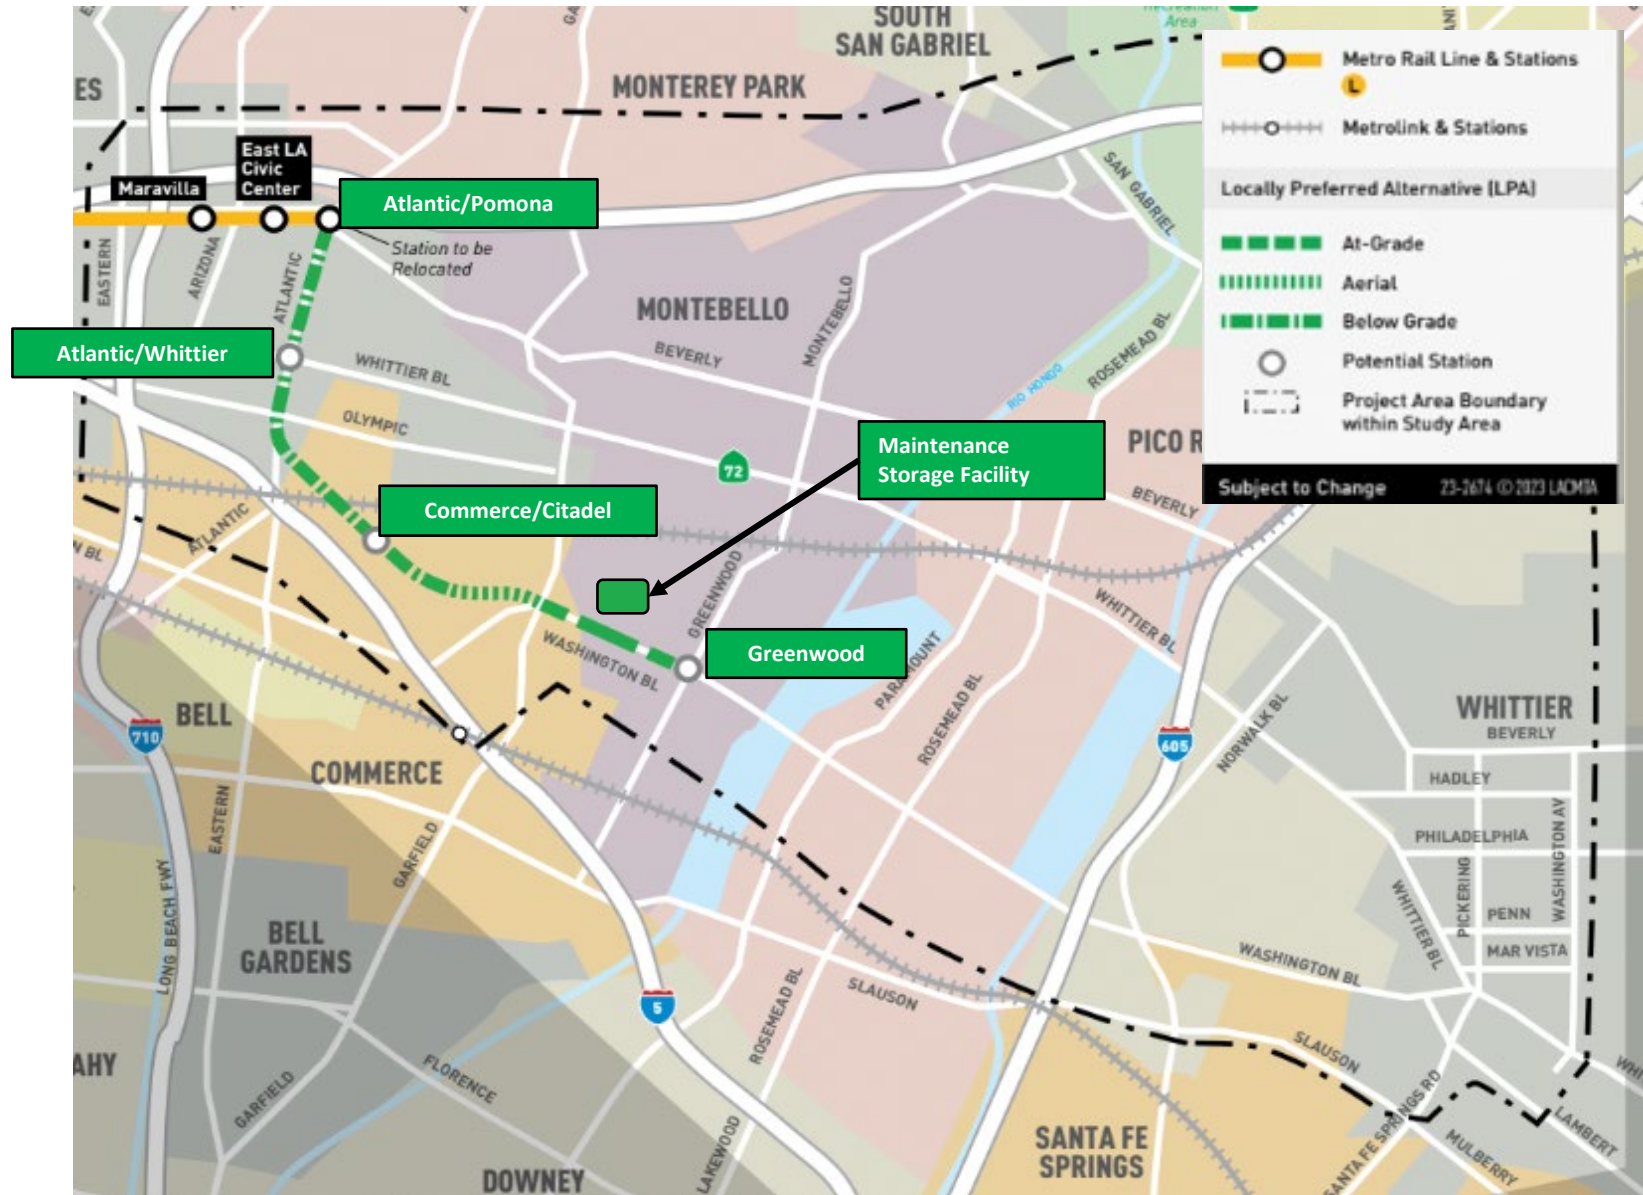 SOUTH
SAN GABRIEL
Recreation
Area
MONTEREY PARK
ES
East LA
Civic
Center
Maravilla
Atlantic/Pomona
Station to be
Relocated
EASTERN
ARIZONA
ATLANTIC
SAN GABRIEL
MONTEBELLO
MONTEBELLO
BEVERLY
ROSEMEAD BL
RIO HONDO
Atlantic/Whittier
WHITTIER BL
OLYMPIC
Maintenance
Storage Facility
PICO R
72
BEVERLY
Commerce/Citadel
ATLANTIC
N BL
GREENWOOD
WHITTIER BL
WASHINGTON BL
Greenwood
PARAMOUNT
ROSEMEAD BL
NORWALK BL
BELL
710
605
WHITTIER
BEVERLY
COMMERCE
HADLEY
EASTERN
GARFIELD
PHILADELPHIA
WASHINGTON AV
PICKERING
PENN
MAR VISTA
WHITTIER BL
LONG BEACH FWY
BELL
GARDENS
WASHINGTON BL
SLAUSON
5
ROSEMEAD BL
SLAUSON
AHY
FLORENCE
GARFIELD
SANTA FE SPRINGS RD
LAMBERT
MULBERRY
WHI
LAKEWOOD
SANTA FE
SPRINGS
DOWNEY
Metro Rail Line & Stations
L
Metrolink & Stations
Locally Preferred Alternative (LPA)
At-Grade
Aerial
Below Grade
Potential Station
Project Area Boundary
within Study Area
Subject to Change 23-2674 © 2023 LACMTA